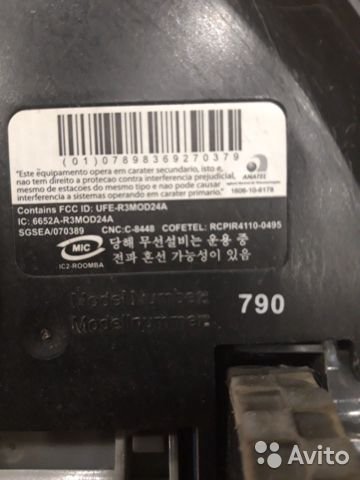 (01)07898369270379
"Este equipamento opera em carater secundario, isto e,
nao tem direito a protecao contra interferencia prejudicial,
mesmo de estacoes do mesmo tipo e nao pode causar
interferencia a sistemas operando em carater primario."
ANATEL
1606-10-6178
Contains FCC ID: UFE-R3MOD24A
IC: 6652A-R3MOD24A
SGSEA/070389
CNC:C-8448 COFETEL: RCPIR4110-0495
MIC
IC2-ROOMBA
당해 무선설비는 운용 중
전파 혼선 가능성이 있음
Model Number:
Modellnummer:
790
Avito